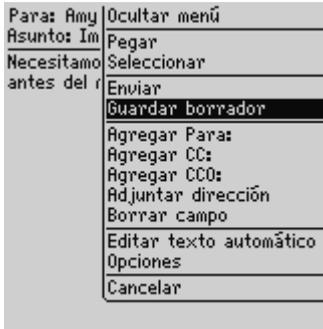 Para: Amy
Asunto: Im
Necesitamo
antes del r
Ocultar menú
Pegar
Seleccionar
Enviar
Guardar borrador
Agregar Para:
Agregar CC:
Agregar CCO:
Adjuntar dirección
Borrar campo
Editar texto automático
Opciones
Cancelar